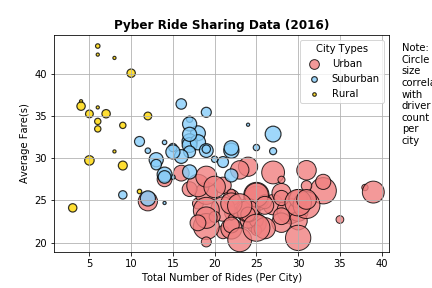 Pyber Ride Sharing Data (2016)
Average Fare(s)
40
35
30
25
20
City Types
Urban
Suburban
Rural
Note:
Circle
size
correla
with
driver
count
per
city
5 10 15 20 25 30 35 40
Total Number of Rides (Per City)